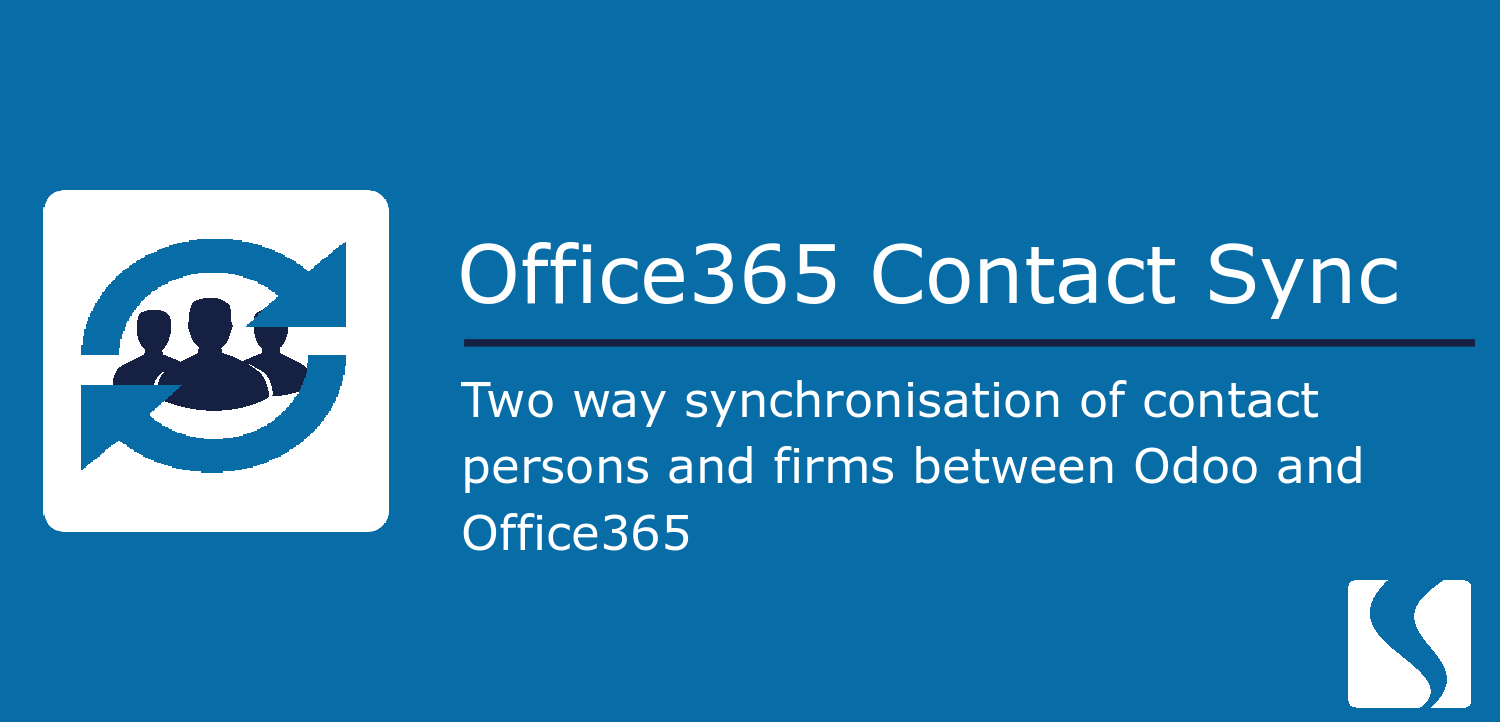 Office365 Contact Sync
Two way synchronisation of contact
persons and firms between Odoo and
Office365